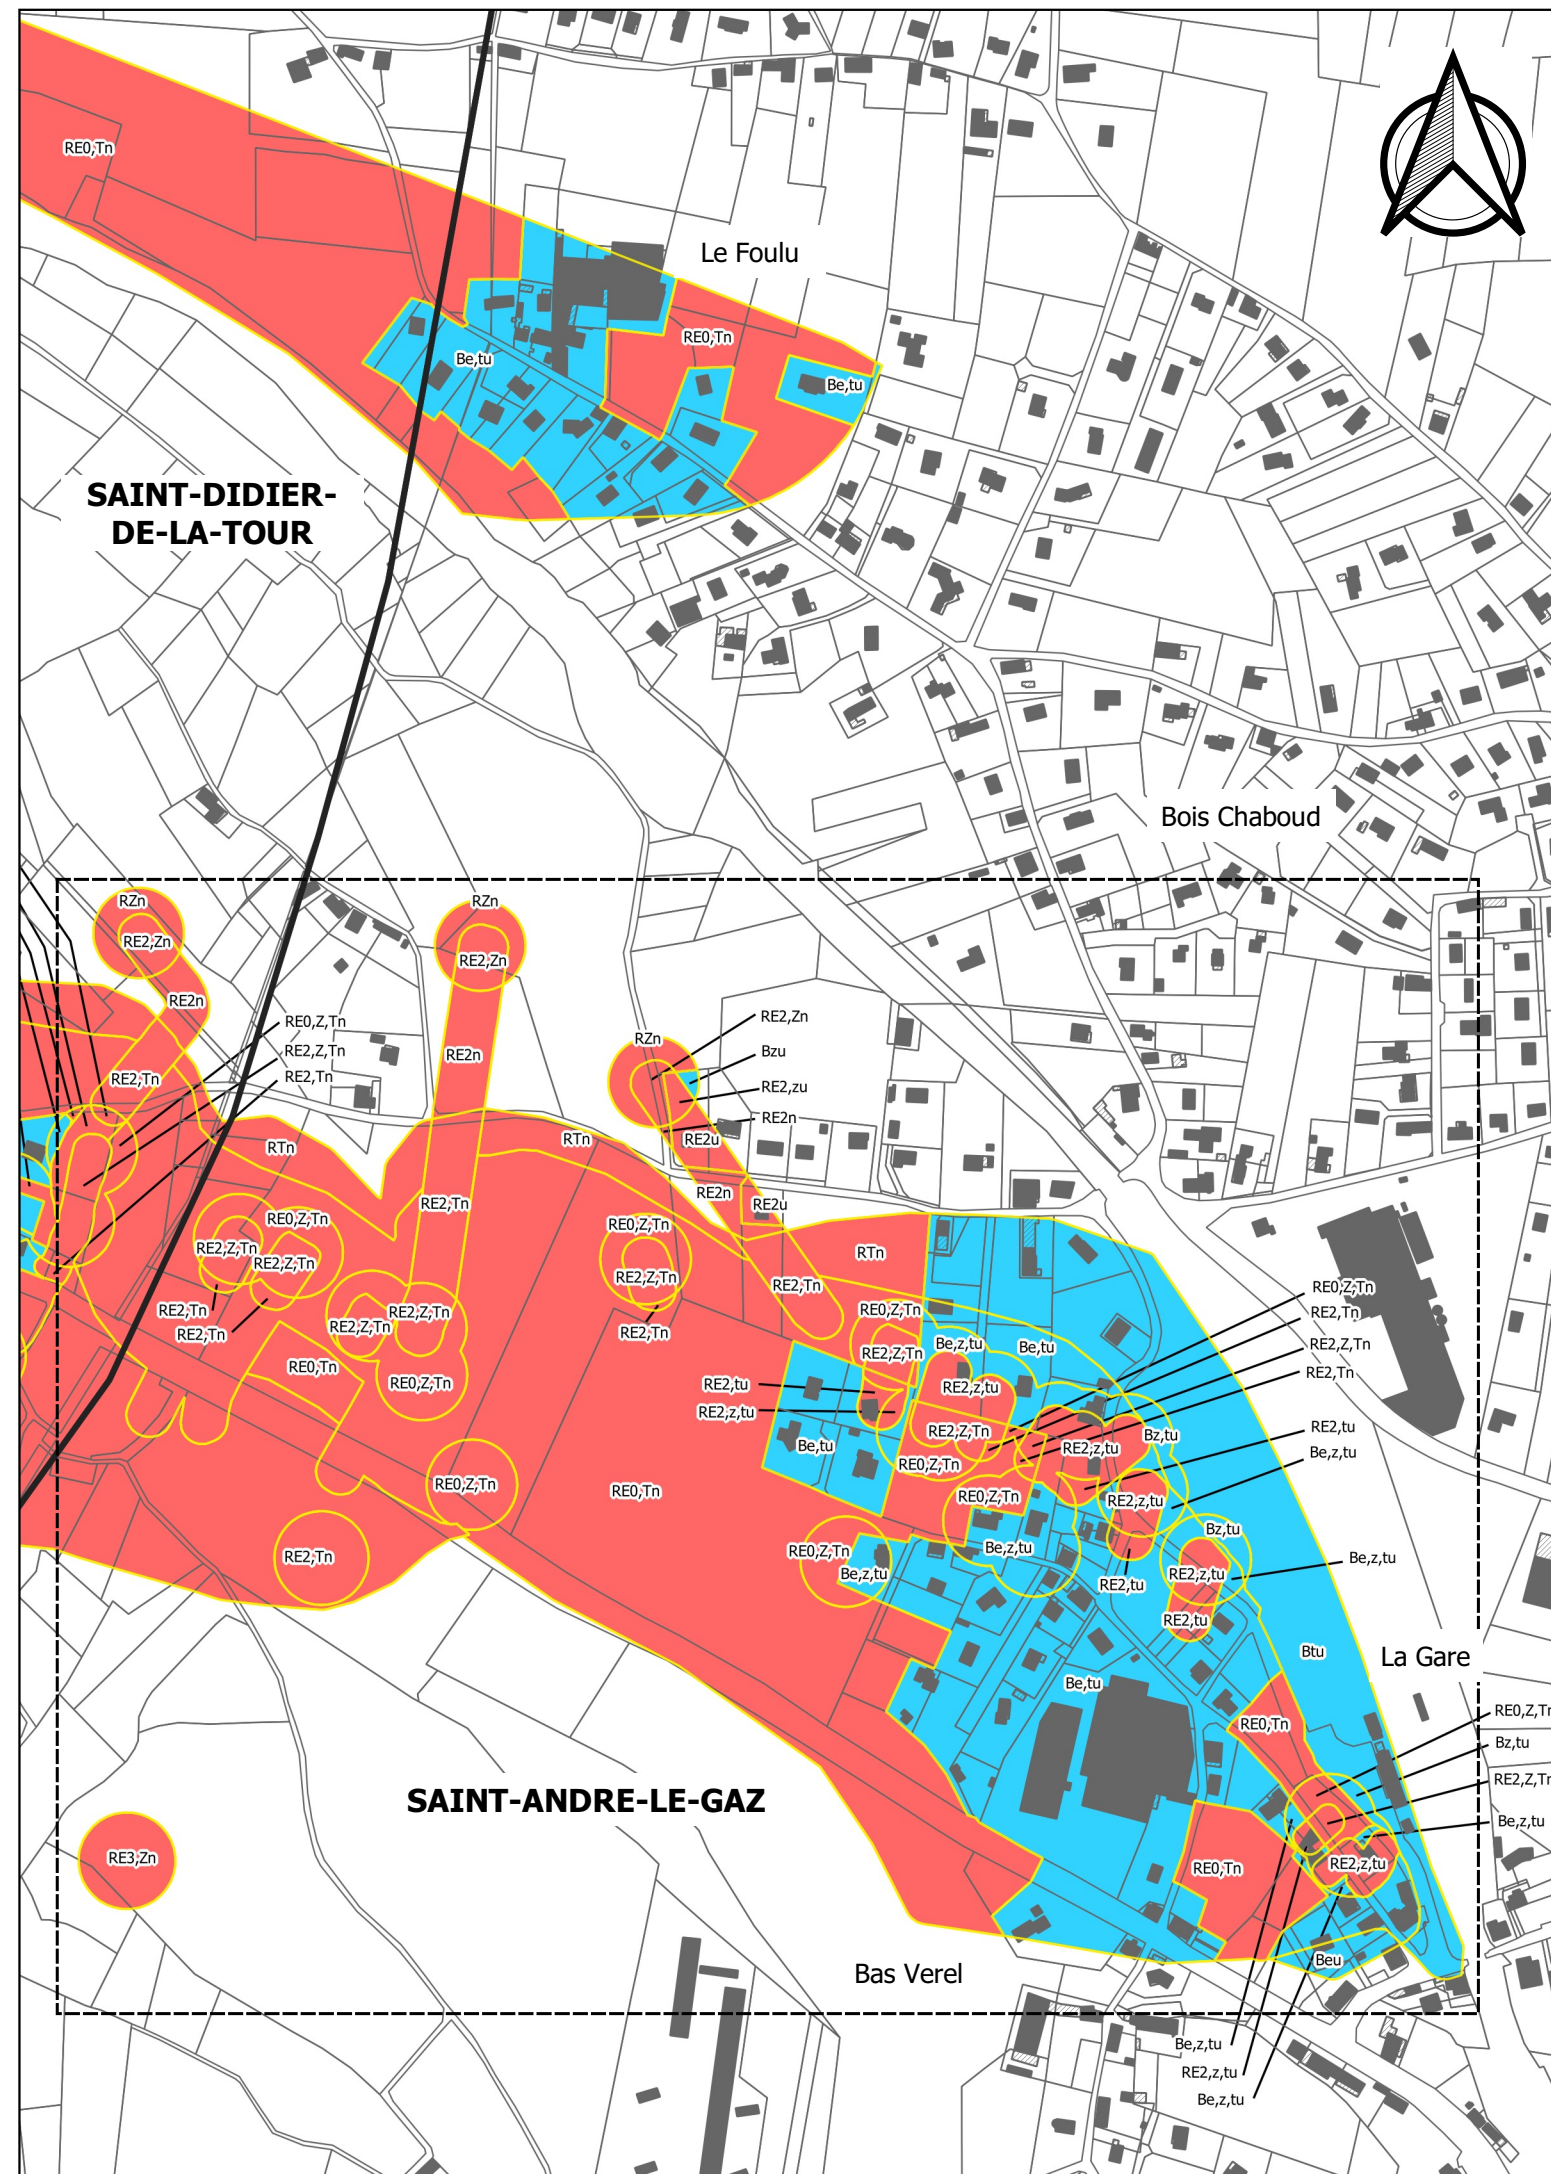 RE0,Tn
Le Foulu
RE0,Tn
Be,tu
Be,tu
SAINT-DIDIER-
DE-LA-TOUR
Bois Chaboud
RZn
RZn
RE2,Zn
RE2,Zn
RE2n
RE0,Z,Tn
RE2,Zn
RZn
RE2,Z,Tn
RE2n
Bzu
RE2,Tn
RE2,Tn
RE2,zu
RE2n
RTn
RTn
RE2u
RE2n
RE2,Tn
RE2u
RE0,Z,Tn
RE0,Z,Tn
RE2,Z,Tn
RE2,Z,Tn
RTn
RE2,Z,Tn
RE2,Tn
RE0,Z,Tn
RE2,Tn
RE2,Z,Tn
RE0,Z,Tn
RE2,Tn
RE2,Z,Tn
RE2,Tn
RE2,Tn
Be,z,tu
Be,tu
RE2,Z,Tn
RE2,Z,Tn
RE0,Tn
RE2,Tn
RE0,Z,Tn
RE2,tu
RE2,z,tu
RE2,z,tu
RE2,Z,Tn
RE2,tu
Bz,tu
Be,tu
RE2,z,tu
Be,z,tu
RE0,Z,Tn
RE0,Z,Tn
RE0,Tn
RE0,Z,Tn
RE2,z,tu
Bz,tu
RE2,Tn
RE0,Z,Tn
Be,z,tu
Be,z,tu
Be,z,tu
RE2,z,tu
RE2,tu
RE2,tu
Btu
La Gare
Be,tu
RE0,Z,Tn
RE0,Tn
Bz,tu
RE2,Z,Tn
SAINT-ANDRE-LE-GAZ
Be,z,tu
RE3,Zn
RE2,z,tu
RE0,Tn
Beu
Bas Verel
Be,z,tu
RE2,z,tu
Be,z,tu